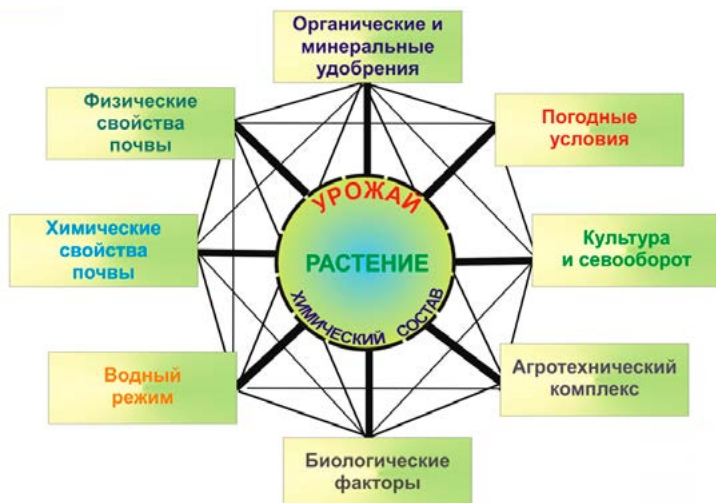 Органические и
минеральные
удобрения
Физические
свойства
почвы
Погодные
условия
УРОЖАЙ
Химические
свойства
почвы
РАСТЕНИЕ
Культура
и севооборот
ХИМИЧЕСКИЙ СОСТАВ
Водный
режим
Агротехнический
комплекс
Биологические
факторы